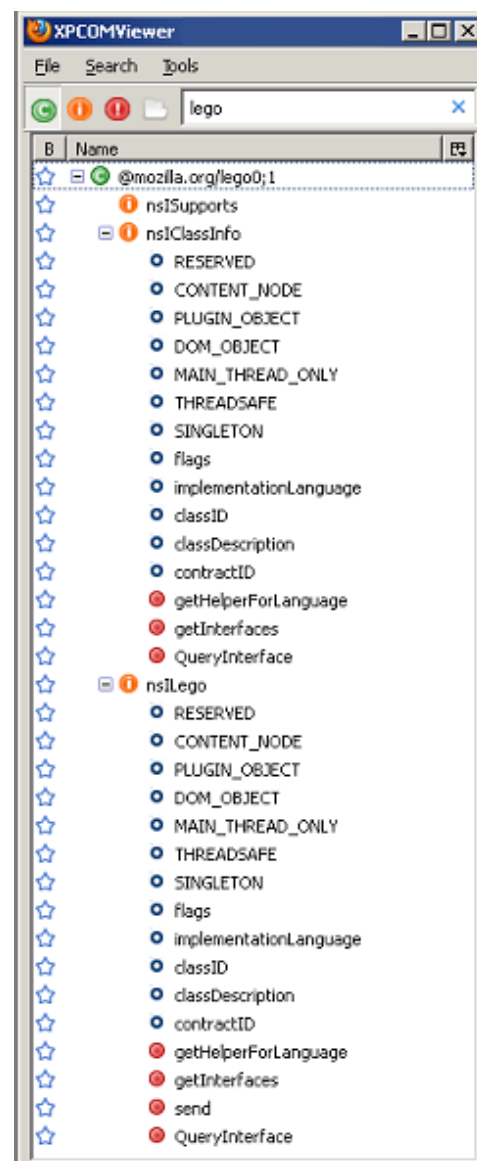 XPCOMViewer
File Search Tools
lego
B Name
@mozilla.org/lego0;1
nsISupports
nsIClassInfo
RESERVED
CONTENT_NODE
PLUGIN_OBJECT
DOM_OBJECT
MAIN_THREAD_ONLY
THREADSAFE
SINGLETON
flags
implementationLanguage
classID
classDescription
contractID
getHelperForLanguage
getInterfaces
QueryInterface
nsILego
RESERVED
CONTENT_NODE
PLUGIN_OBJECT
DOM_OBJECT
MAIN_THREAD_ONLY
THREADSAFE
SINGLETON
flags
implementationLanguage
classID
classDescription
contractID
getHelperForLanguage
getInterfaces
send
QueryInterface